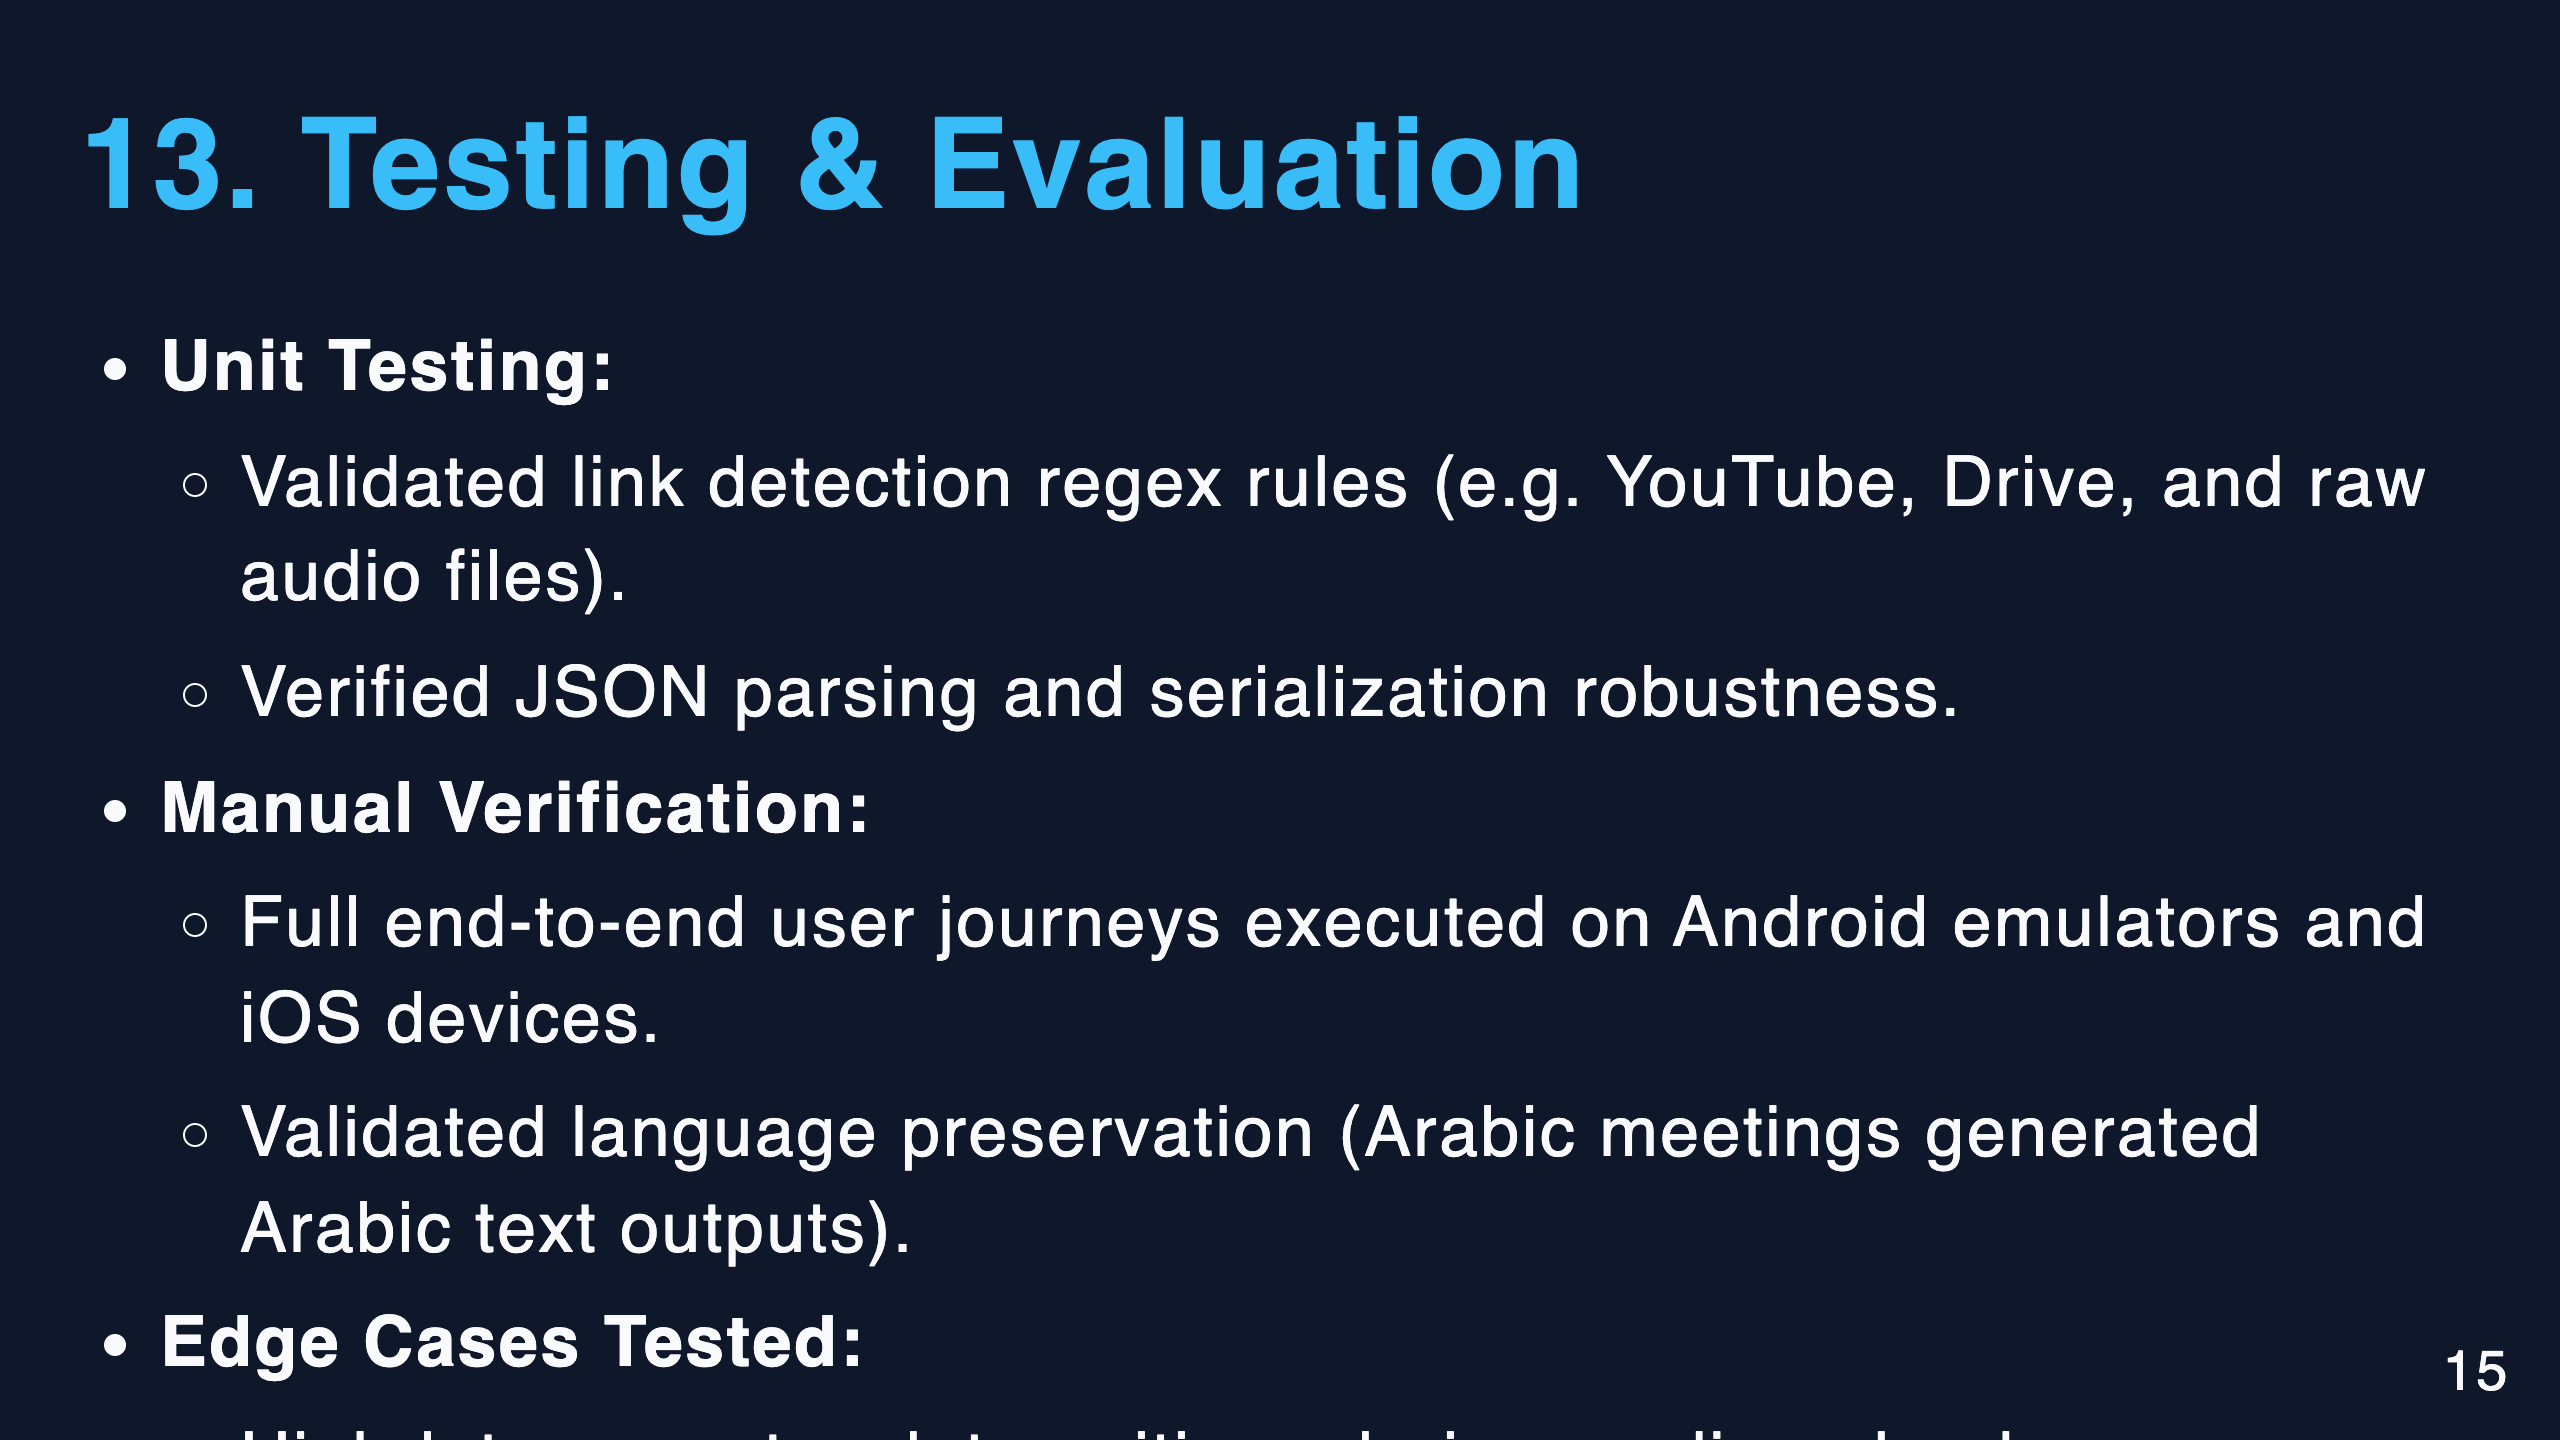 13. Testing & Evaluation
• Unit Testing:
○ Validated link detection regex rules (e.g. YouTube, Drive, and raw
audio files).
○ Verified JSON parsing and serialization robustness.
• Manual Verification:
○ Full end-to-end user journeys executed on Android emulators and
iOS devices.
○ Validated language preservation (Arabic meetings generated
Arabic text outputs).
• Edge Cases Tested:
15